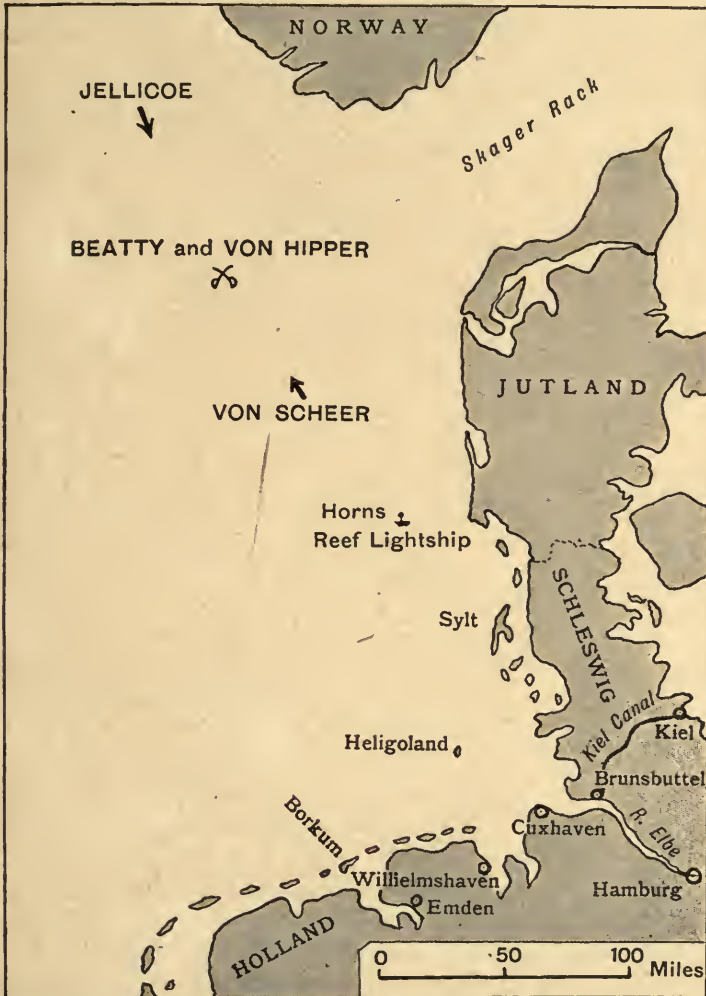 NORWAY
JELLICOE
Skager Rack
BEATTY and VON HIPPER
JUTLAND
VON SCHEER
Horns
Reef Lightship
SCHLESWIG
Sylt
Kiel Canal
Kiel
Heligoland
Brunsbuttel
Borkum
Cuxhaven
R. Elbe
Wilhelmshaven
Hamburg
Emden
HOLLAND
0 50 100 Miles